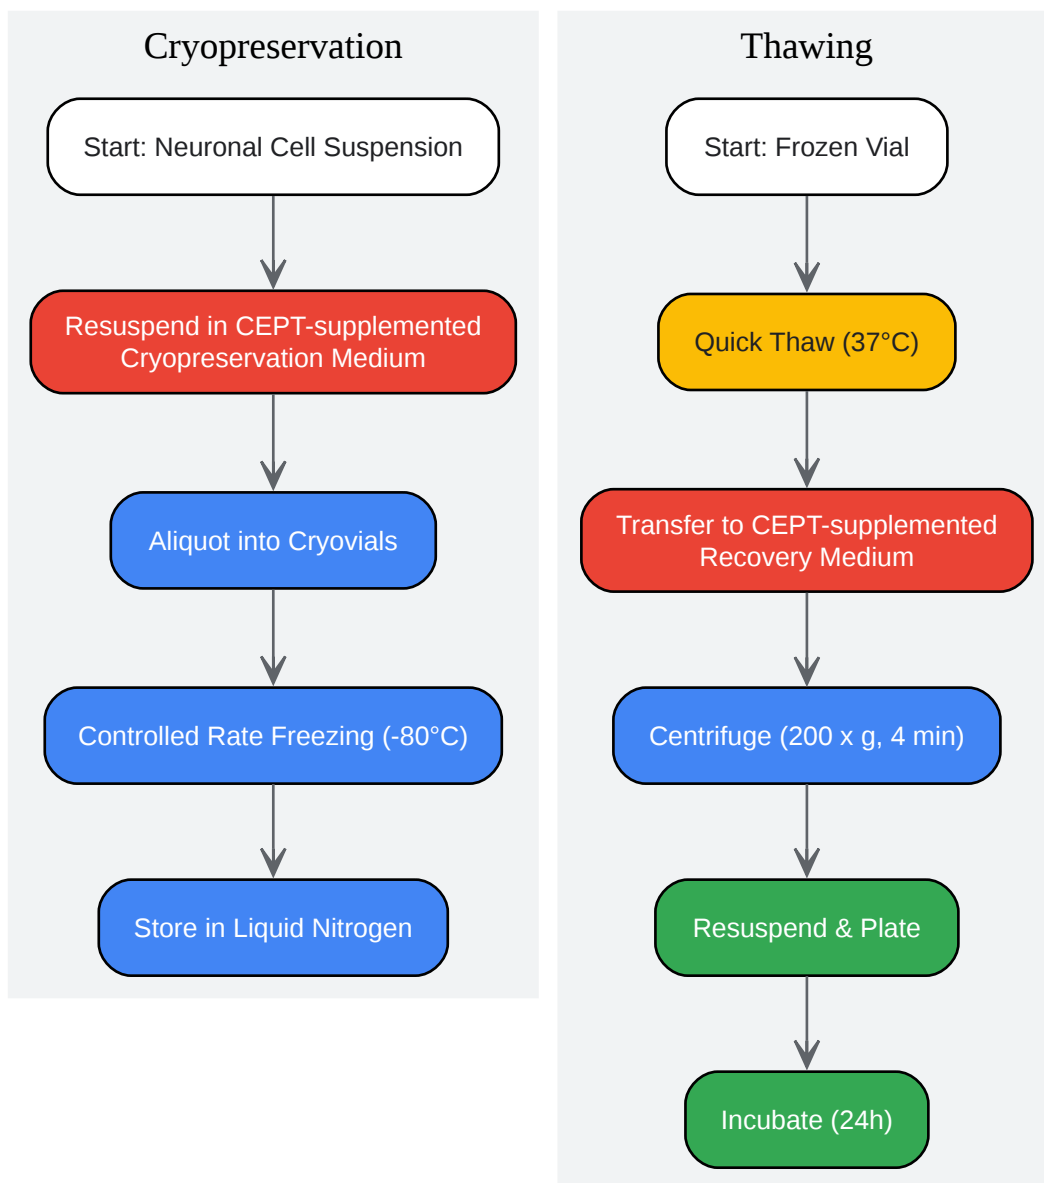 Cryopreservation
Start: Neuronal Cell Suspension
Resuspend in CEPT-supplemented
Cryopreservation Medium
Aliquot into Cryovials
Controlled Rate Freezing (-80°C)
Store in Liquid Nitrogen
Thawing
Start: Frozen Vial
Quick Thaw (37°C)
Transfer to CEPT-supplemented
Recovery Medium
Centrifuge (200 x g, 4 min)
Resuspend & Plate
Incubate (24h)